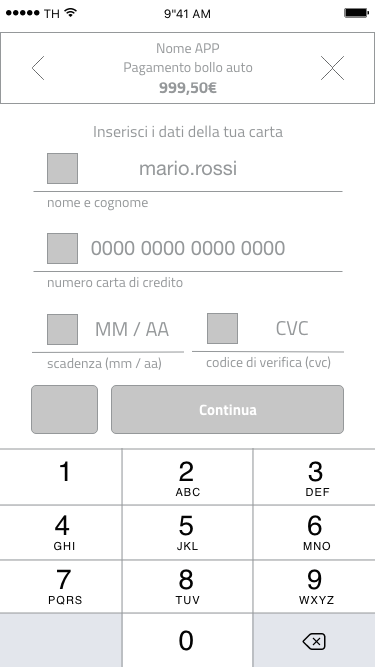 TH 9"41 AM
Nome APP
Pagamento bollo auto
999,50€
Inserisci i dati della tua carta
mario.rossi
nome e cognome
0000 0000 0000 0000
numero carta di credito
MM / AA CVC
scadenza (mm / aa) codice di verifica (cvc)
Continua
1 2 3
ABC DEF
4 5 6
GHI JKL MNO
7 8 9
PQRS TUV WXYZ
0